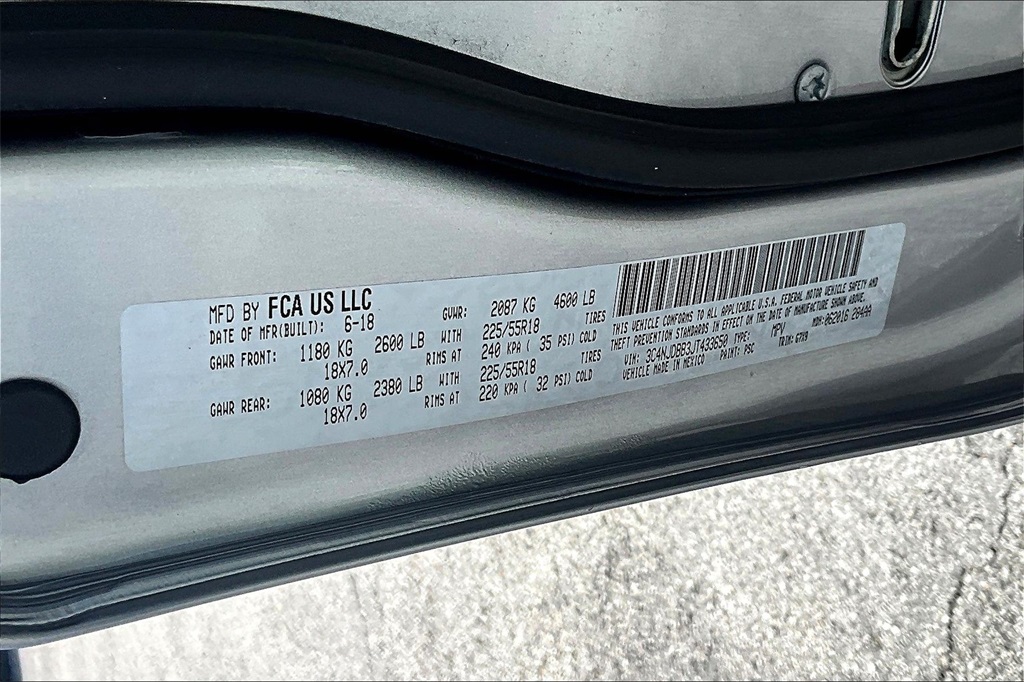 MFD BY FCA US LLC GVWR: 2087 KG 4600 LB
DATE OF MFR(BUILT): 6-18
GAWR FRONT: 1180 KG 2600 LB WITH 225/55R18 TIRES
18X7.0 RIMS AT 240 KPA ( 35 PSI) COLD
GAWR REAR: 1080 KG 2380 LB WITH 225/55R18 TIRES
18X7.0 RIMS AT 220 KPA ( 32 PSI) COLD
THIS VEHICLE CONFORMS TO ALL APPLICABLE U.S.A. FEDERAL MOTOR VEHICLE SAFETY AND
THEFT PREVENTION STANDARDS IN EFFECT ON THE DATE OF MANUFACTURE SHOWN ABOVE.
VIN: 3C4NJDBB3JT433650 TYPE: MPV MDH:062016 284AA
VEHICLE MADE IN MEXICO PAINT: PSC TRIM: